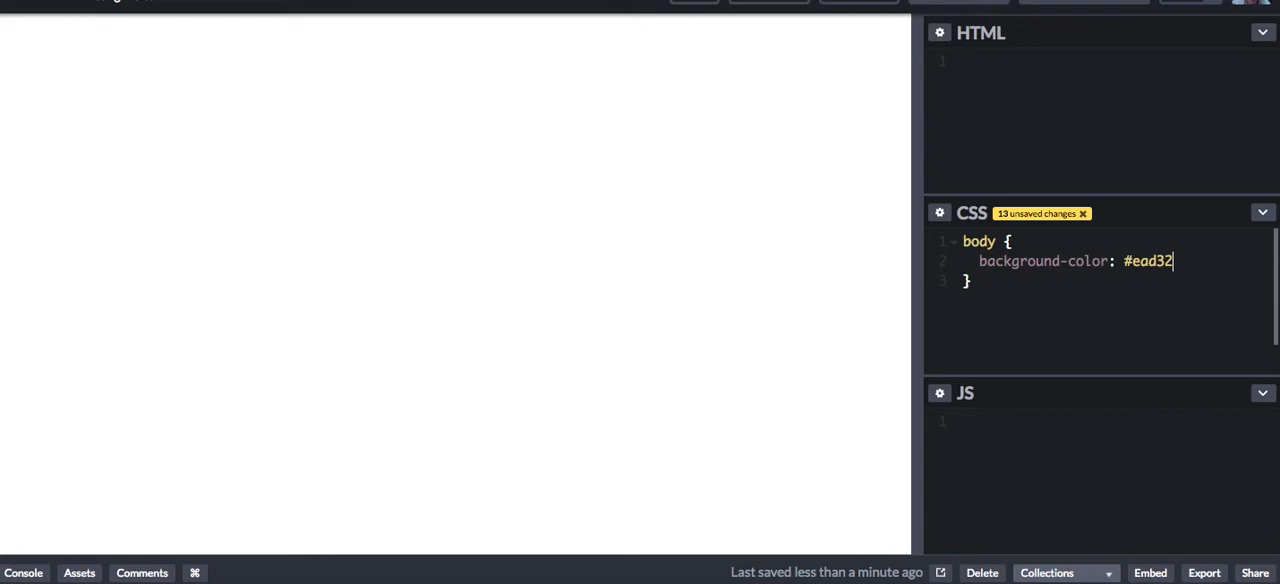 HTML
1
CSS 13 unsaved changes ×
1 body {
2 background-color: #ead32
3 }
JS
1
Console Assets Comments ⌘ Last saved less than a minute ago Delete Collections Embed Export Share